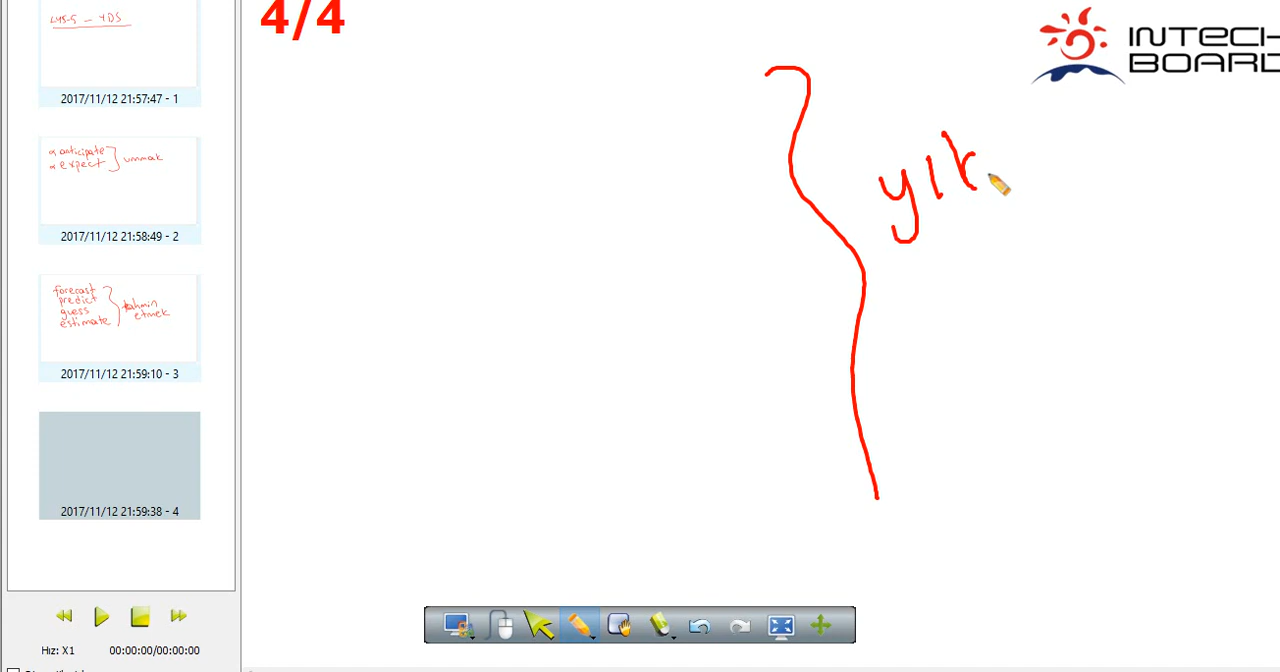 LYS-5 - YDS
2017/11/12 21:57:47 - 1
anticipate
expect
ummak
2017/11/12 21:58:49 - 2
forecast
predict
guess
estimate
tahmin
etmek
2017/11/12 21:59:10 - 3
2017/11/12 21:59:38 - 4
Hız: X1
00:00:00/00:00:00
4/4
INTECH
BOARD
yık